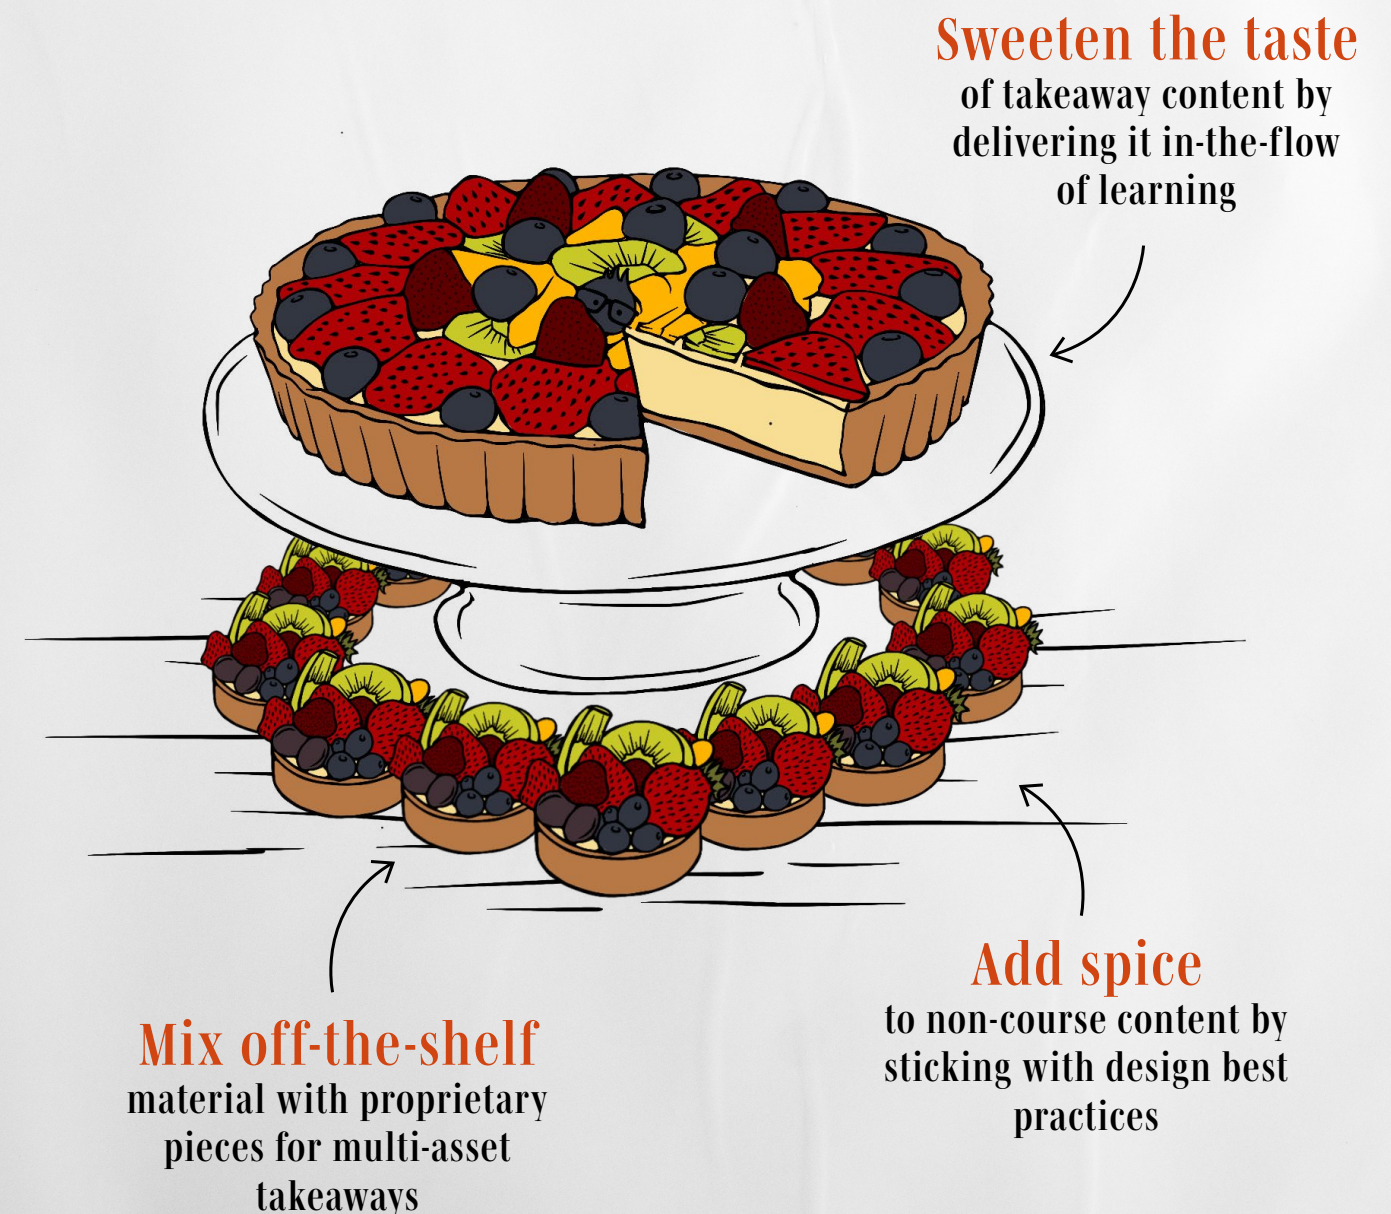 Sweeten the taste
of takeaway content by
delivering it in-the-flow
of learning
Add spice
to non-course content by
sticking with design best
practices
Mix off-the-shelf
material with proprietary
pieces for multi-asset
takeaways